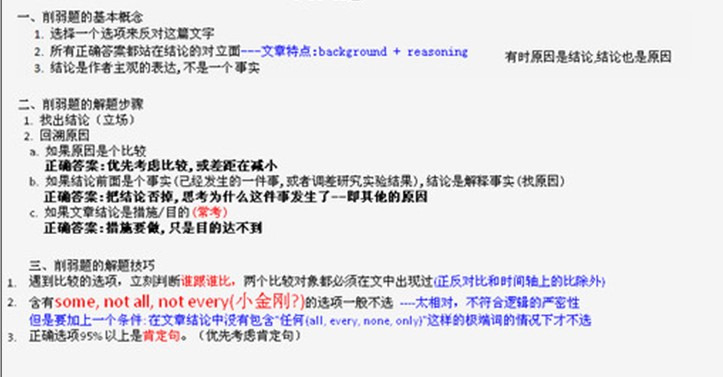 一、削弱题的基本概念
1. 选择一个选项来反对这篇文字
2. 所有正确答案都站在结论的对立面---文章特点:background + reasoning
有时原因是结论,结论也是原因
3. 结论是作者主观的表达,不是一个事实
二、削弱题的解题步骤
1. 找出结论（立场）
2. 回溯原因
a. 如果原因是个比较
正确答案:优先考虑比较,或差距在减小
b. 如果结论前面是个事实(已经发生的一件事,或者调差研究实验结果),结论是解释事实(找原因)
正确答案:把结论否掉,思考为什么这件事发生了--即其他的原因
c. 如果文章结论是措施/目的(常考)
正确答案:措施要做,只是目的达不到
三、削弱题的解题技巧
1. 遇到比较的选项，立刻判断谁跟谁比，两个比较对象都必须在文中出现过(正反对比和时间轴上的比除外)
2. 含有some, not all, not every(小金刚?)的选项一般不选 ----太相对，不符合逻辑的严密性
但是要加上一个条件:在文章结论中没有包含"任何(all, every, none, only)"这样的极端词的情况下才不选
3. 正确选项95%以上是肯定句。（优先考虑肯定句）